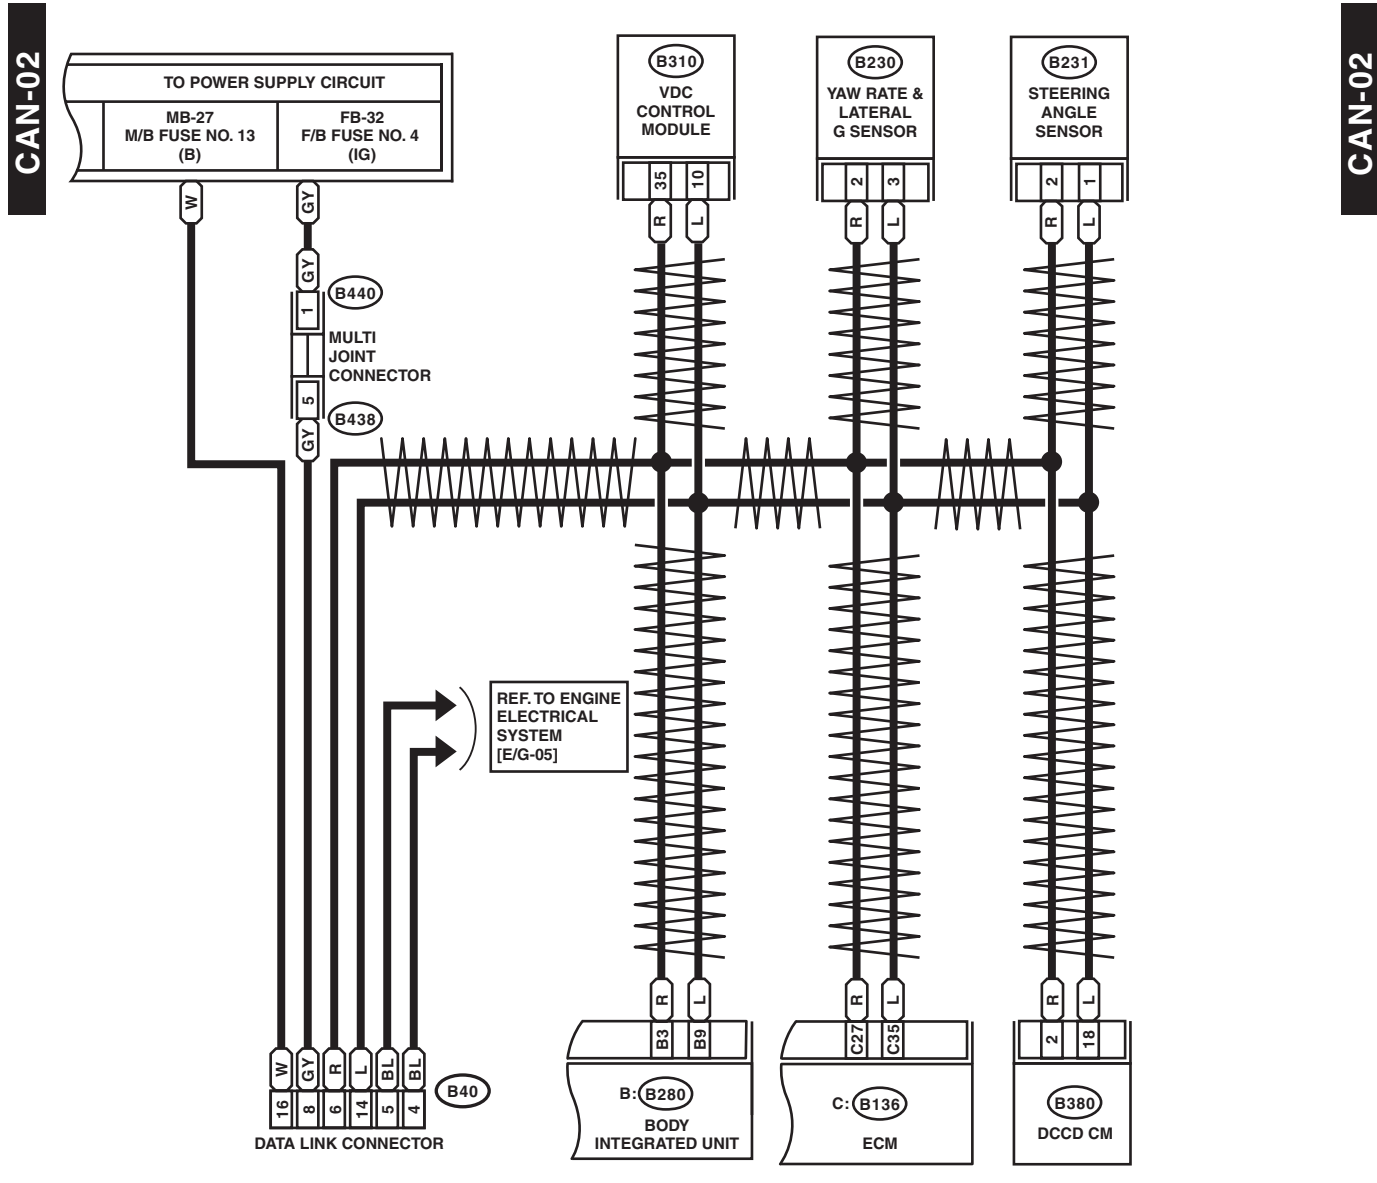 CAN-02
CAN-02
TO POWER SUPPLY CIRCUIT
MB-27
M/B FUSE NO. 13
(B)
FB-32
F/B FUSE NO. 4
(IG)
W
GY
GY
B440
1
MULTI
JOINT
CONNECTOR
5
B438
GY
B310
VDC
CONTROL
MODULE
35
10
R
L
B230
YAW RATE &
LATERAL
G SENSOR
2
3
R
L
B231
STEERING
ANGLE
SENSOR
2
1
R
L
REF. TO ENGINE
ELECTRICAL
SYSTEM
[E/G-05]
W
GY
R
L
BL
BL
16
8
6
14
5
4
B40
DATA LINK CONNECTOR
R
L
B3
B9
B: B280
BODY
INTEGRATED UNIT
R
L
C27
C35
C: B136
ECM
R
L
2
18
B380
DCCD CM